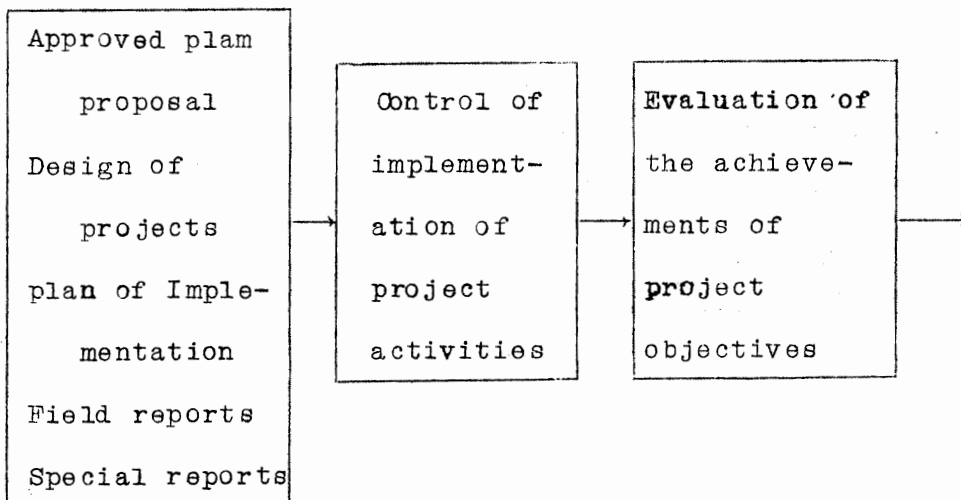 Approved plam
proposal
Design of
projects
plan of Imple-
mentation
Field reports
Special reports
Control of
implement-
ation of
project
activities
Evaluation of
the achieve-
ments of
project
objectives